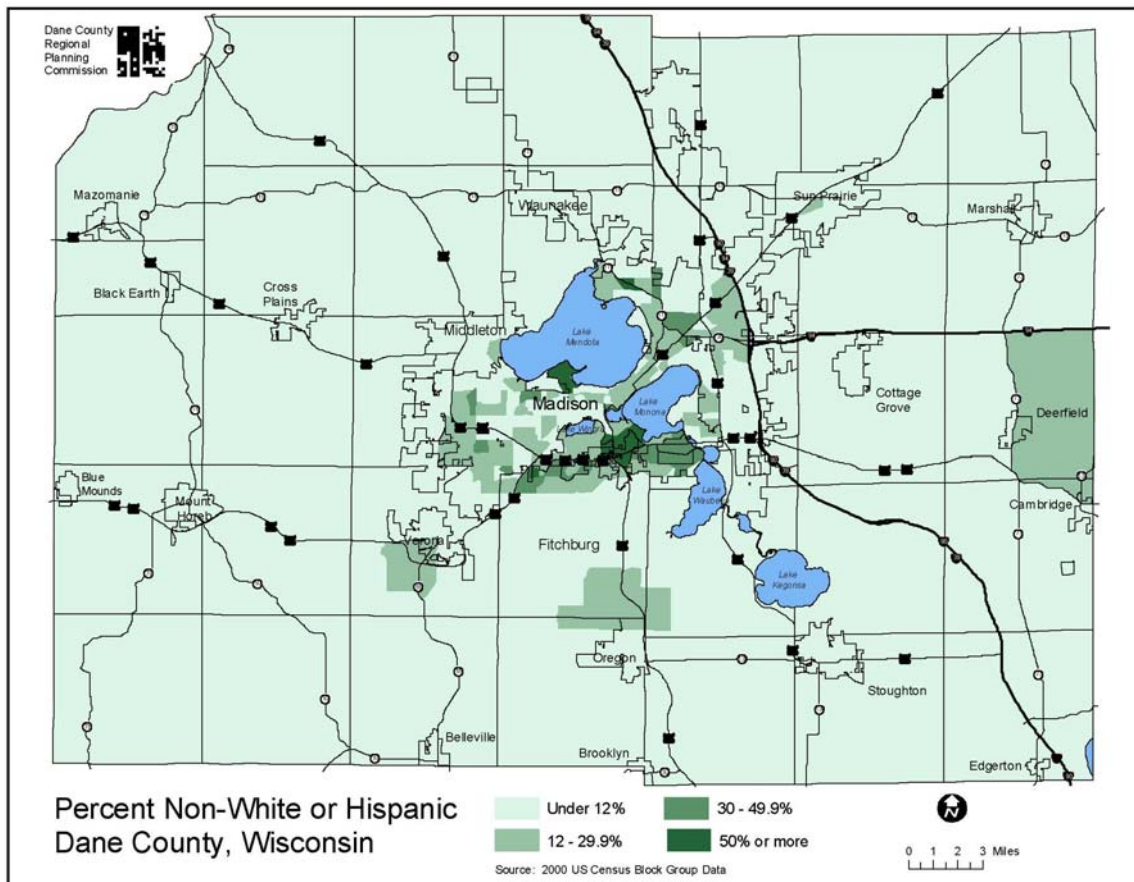 Dane County
Regional
Planning
Commission
Mazomanie
Waunakee
Sun Prairie
Marshall
Black Earth
Cross
Plains
Middleton
Lake
Mendota
Madison
Lake
Monona
Cottage
Grove
Deerfield
Blue
Mounds
Mount
Horeb
Lake
Cambridge
Verona
Fitchburg
Lake
Kegonsa
Oregon
Stoughton
Belleville
Brooklyn
Edgerton
Percent Non-White or Hispanic
Dane County, Wisconsin
Under 12%
12 - 29.9%
30 - 49.9%
50% or more
Source: 2000 US Census Block Group Data
N
0 1 2 3 Miles